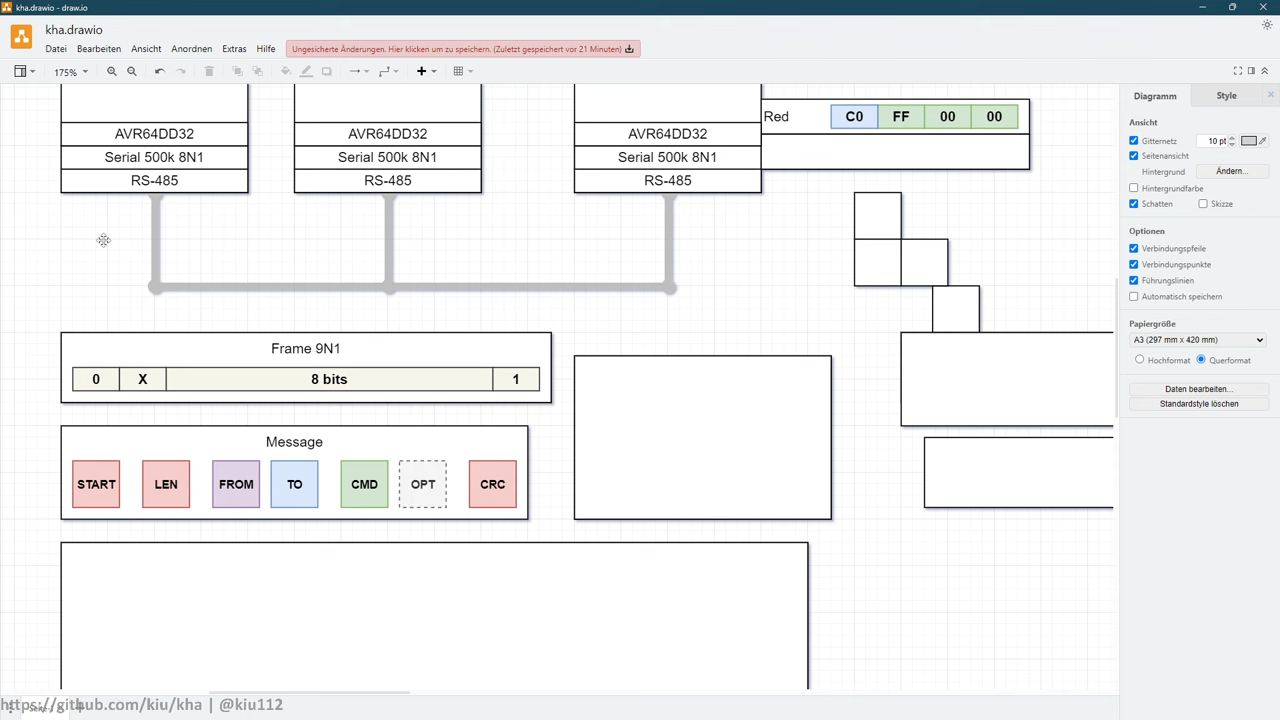 kha.drawio - draw.io
kha.drawio
Datei Bearbeiten Ansicht Anordnen Extras Hilfe
Ungesicherte Änderungen. Hier klicken um zu speichern. (Zuletzt gespeichert vor 21 Minuten)
175%
AVR64DD32
Serial 500k 8N1
RS-485
AVR64DD32
Serial 500k 8N1
RS-485
AVR64DD32
Serial 500k 8N1
RS-485
Red C0 FF 00 00
Frame 9N1
0 X 8 bits 1
Message
START LEN FROM TO CMD OPT CRC
Diagramm Style
Ansicht
Gitternetz 10 pt
Seitenansicht
Hintergrund Ändern...
Hintergrundfarbe
Schatten Skizze
Optionen
Verbindungspfeile
Verbindungspunkte
Führungslinien
Automatisch speichern
Papiergröße
A3 (297 mm x 420 mm)
Hochformat Querformat
Daten bearbeiten...
Standardstyle löschen
https://github.com/kiu/kha | @kiu112